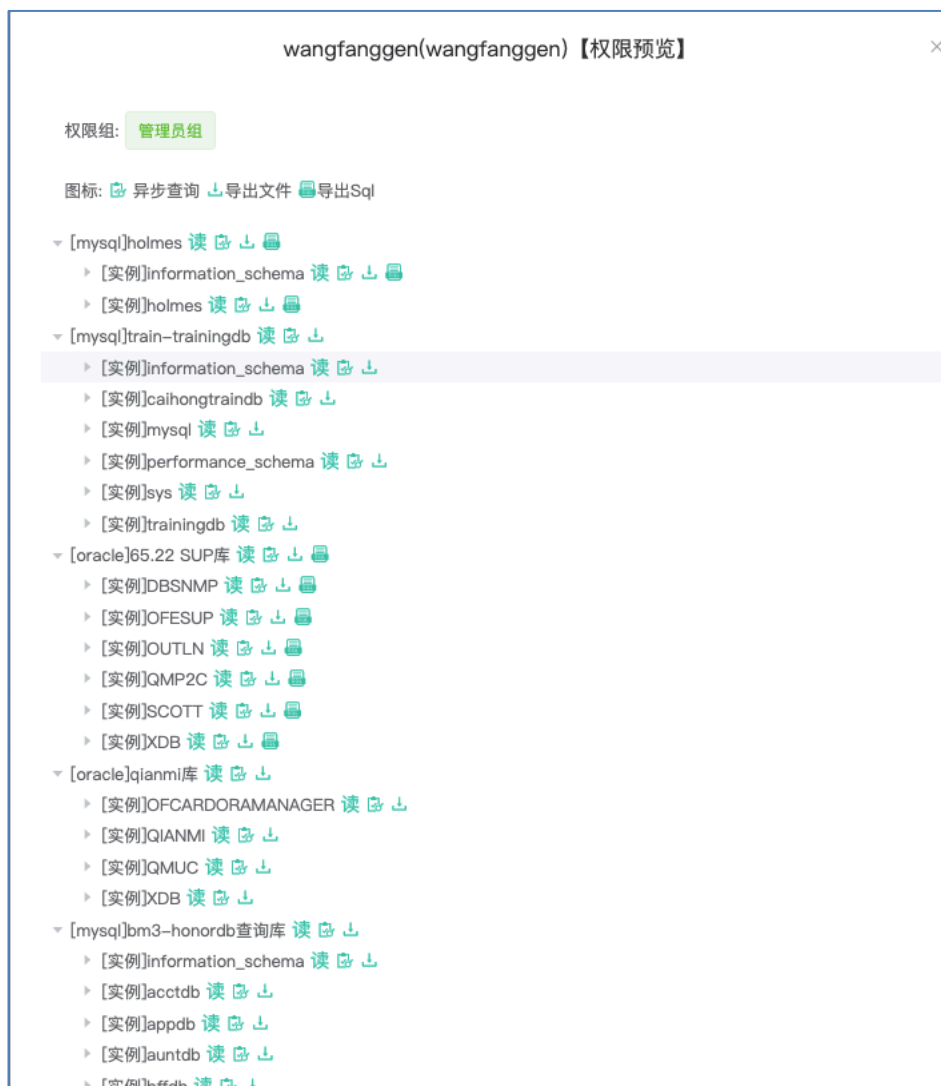 wangfanggen(wangfanggen)【权限预览】
权限组: 管理员组
图标: 异步查询 导出文件 导出Sql
[mysql]holmes 读
[实例]information_schema 读
[实例]holmes 读
[mysql]train-trainingdb 读
[实例]information_schema 读
[实例]caihongtraindb 读
[实例]mysql 读
[实例]performance_schema 读
[实例]sys 读
[实例]trainingdb 读
[oracle]65.22 SUP库 读
[实例]DBSNMP 读
[实例]OFESUP 读
[实例]OUTLN 读
[实例]QMP2C 读
[实例]SCOTT 读
[实例]XDB 读
[oracle]qianmi库 读
[实例]OFCARDORAMANAGER 读
[实例]QIANMI 读
[实例]QMUC 读
[实例]XDB 读
[mysql]bm3-honordb查询库 读
[实例]information_schema 读
[实例]acctdb 读
[实例]appdb 读
[实例]auntdb 读
[实例]bffdb 读